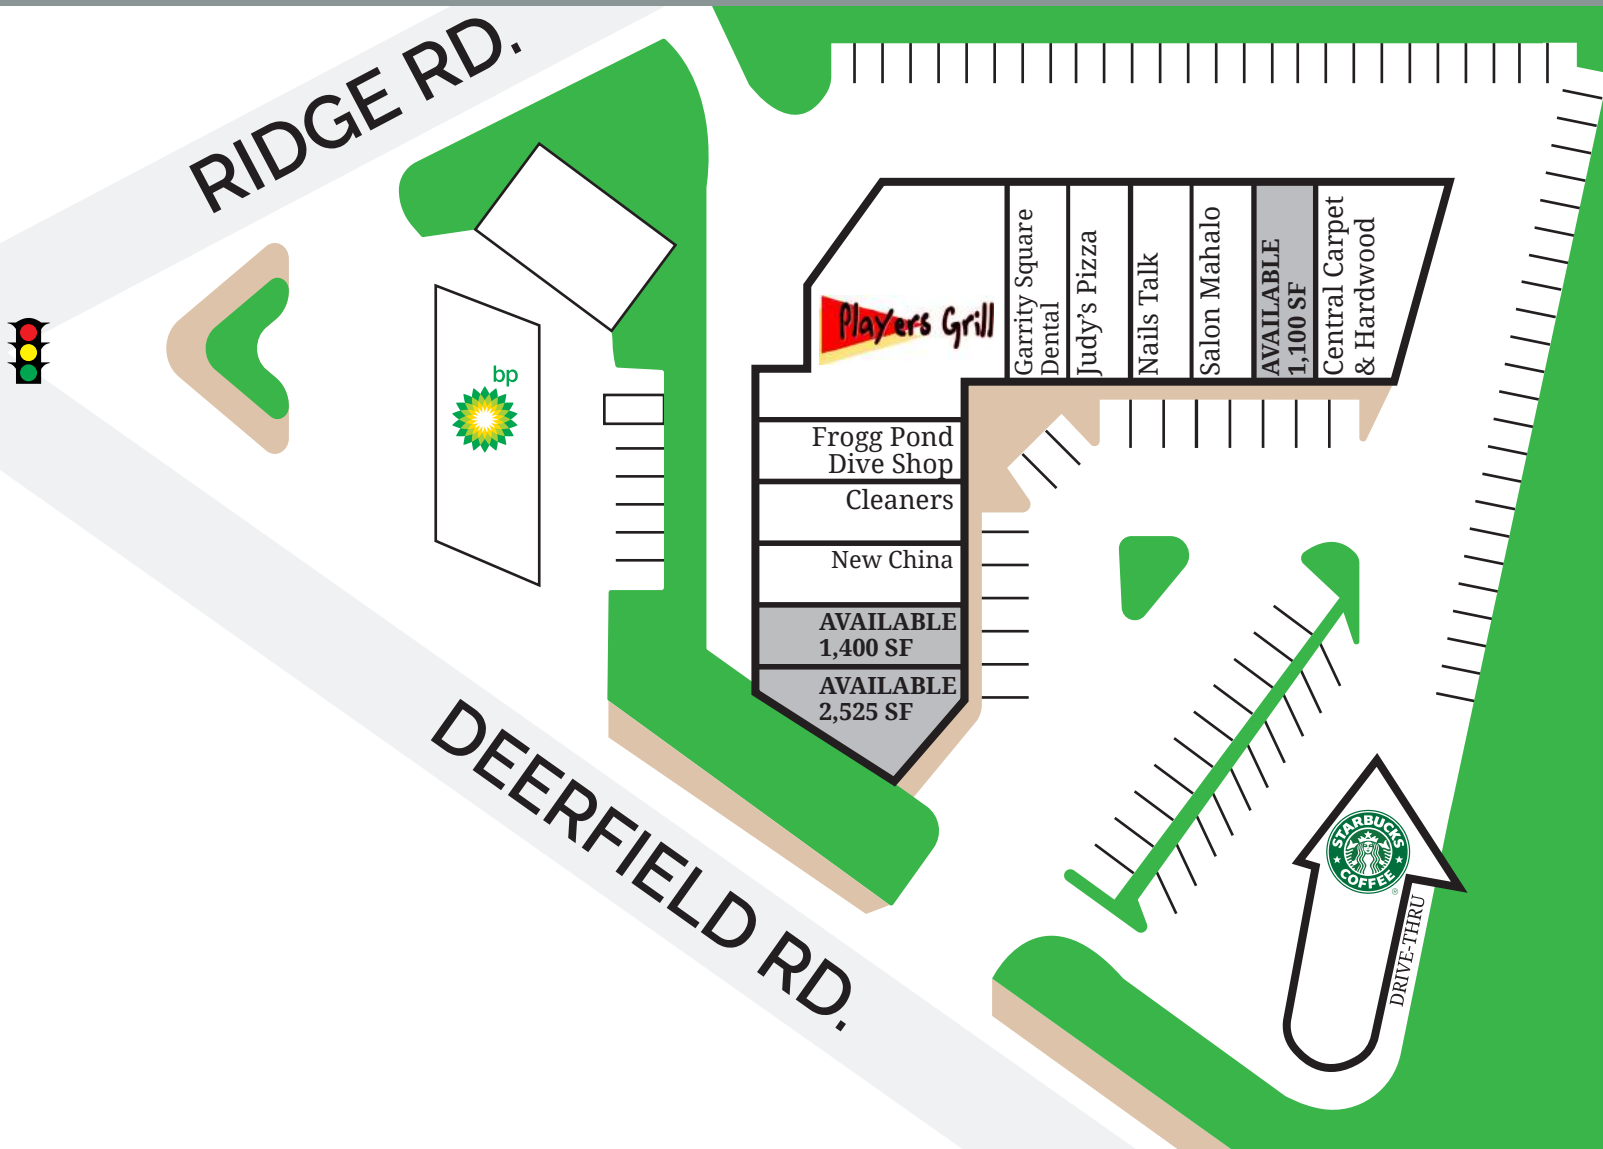 RIDGE RD.
bp
Players Grill
Garrity Square
Dental
Judy's Pizza
Nails Talk
Salon Mahalo
AVAILABLE
1,100 SF
Central Carpet
& Hardwood
Frogg Pond
Dive Shop
Cleaners
New China
AVAILABLE
1,400 SF
AVAILABLE
2,525 SF
DEERFIELD RD.
STARBUCKS
COFFEE
®
DRIVE-THRU